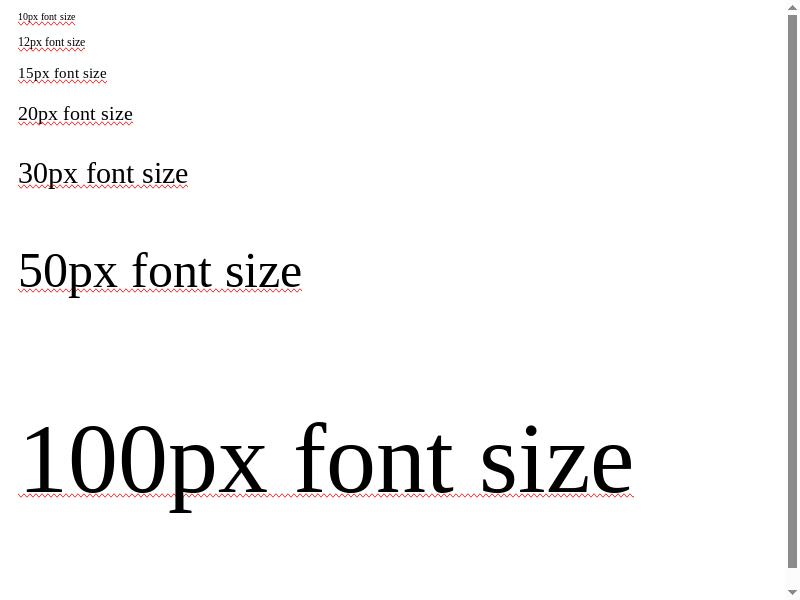 10px font size
12px font size
15px font size
20px font size
30px font size
50px font size
100px font size